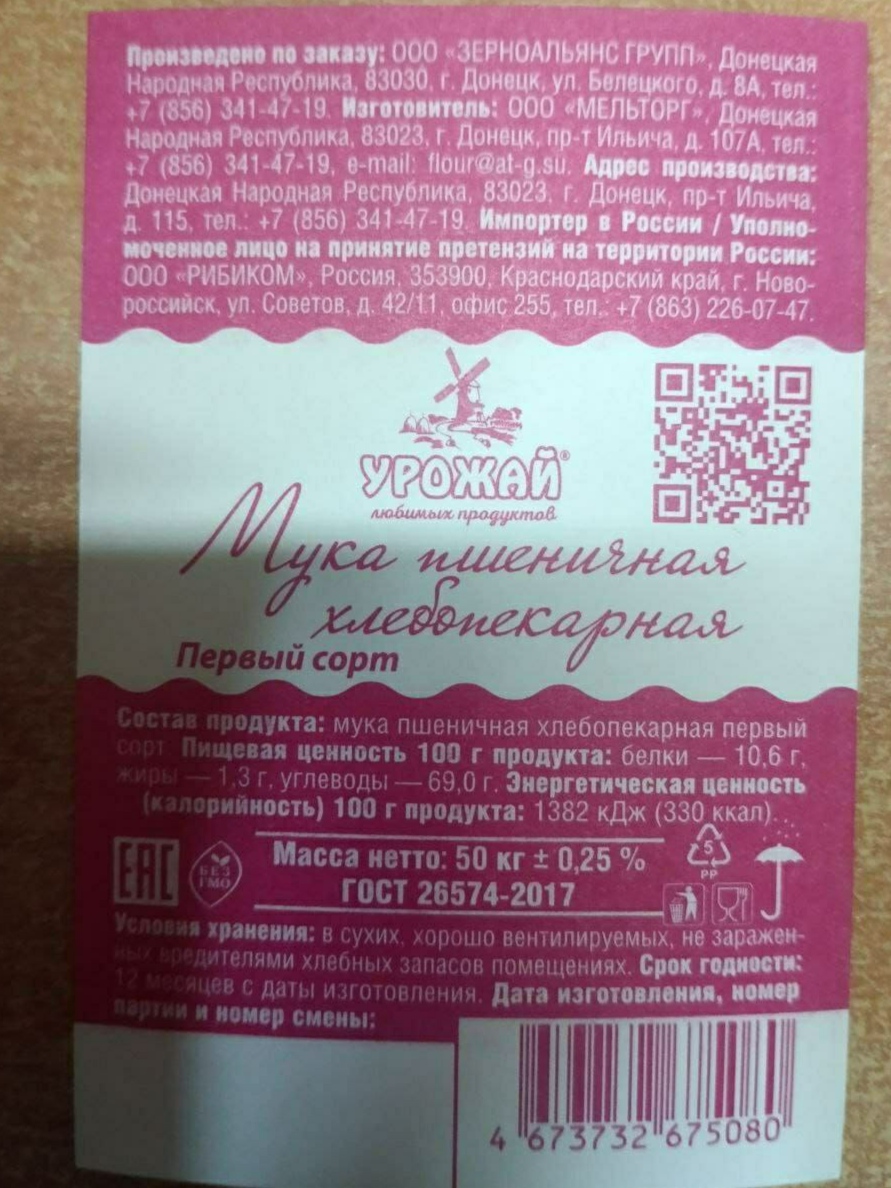 Произведено по заказу: ООО «ЗЕРНОАЛЬЯНС ГРУПП», Донецкая
Народная Республика, 83030, г. Донецк, ул. Белецкого, д. 8А, тел.:
+7 (856) 341-47-19. Изготовитель: ООО «МЕЛЬТОРГ», Донецкая
Народная Республика, 83023, г. Донецк, пр-т Ильича, д. 107А, тел.:
+7 (856) 341-47-19, e-mail: flour@at-g.su. Адрес производства:
Донецкая Народная Республика, 83023, г. Донецк, пр-т Ильича,
д. 115, тел.: +7 (856) 341-47-19. Импортер в России / Уполно-
моченное лицо на принятие претензий на территории России:
ООО «РИБИКОМ», Россия, 353900, Краснодарский край, г. Ново-
российск, ул. Советов, д. 42/11, офис 255, тел.: +7 (863) 226-07-47.
УРОЖАЙ®
любимых продуктов
Мука пшеничная
хлебопекарная
Первый сорт
Состав продукта: мука пшеничная хлебопекарная первый
сорт. Пищевая ценность 100 г продукта: белки — 10,6 г,
жиры — 1,3 г, углеводы — 69,0 г. Энергетическая ценность
(калорийность) 100 г продукта: 1382 кДж (330 ккал).
EAC
БЕЗ
ГМО
Масса нетто: 50 кг ± 0,25 %
ГОСТ 26574-2017
5
PP
Условия хранения: в сухих, хорошо вентилируемых, не заражен-
ных вредителями хлебных запасов помещениях. Срок годности:
12 месяцев с даты изготовления. Дата изготовления, номер
партии и номер смены:
4 673732 675080